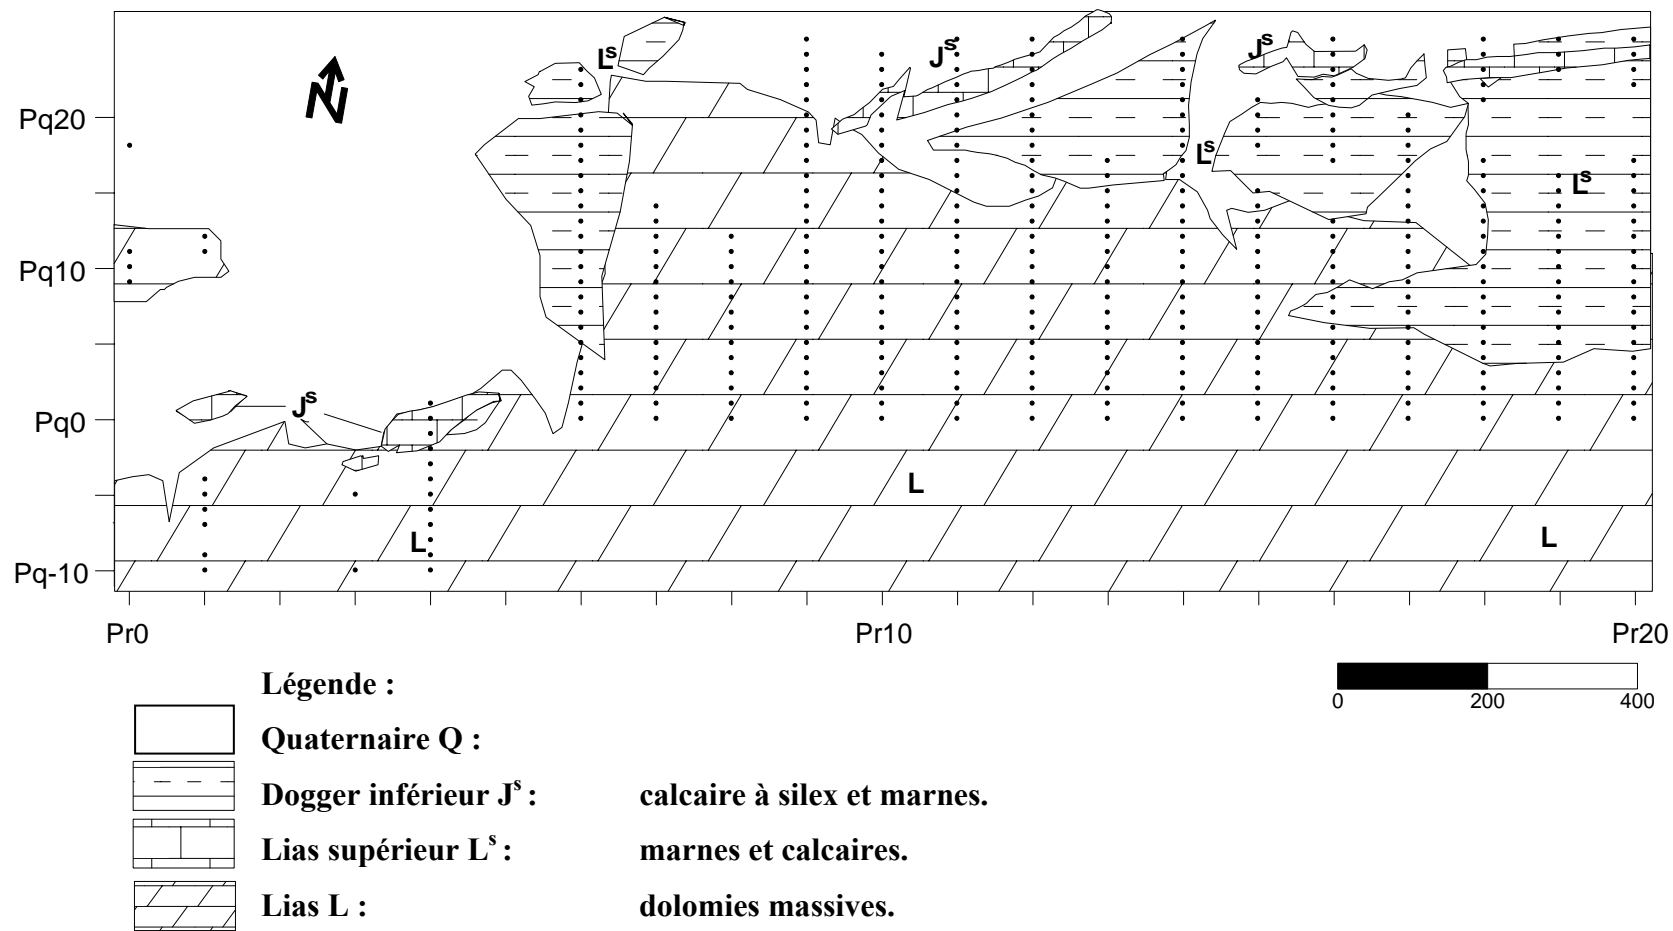 Lˢ
Jˢ
Jˢ
N
Pq20
Lˢ
Lˢ
Pq10
Jˢ
Pq0
L
L
L
Pq-10
Pr0 Pr10 Pr20
0 200 400
Légende :
Quaternaire Q :
Dogger inférieur Jˢ : calcaire à silex et marnes.
Lias supérieur Lˢ : marnes et calcaires.
Lias L : dolomies massives.